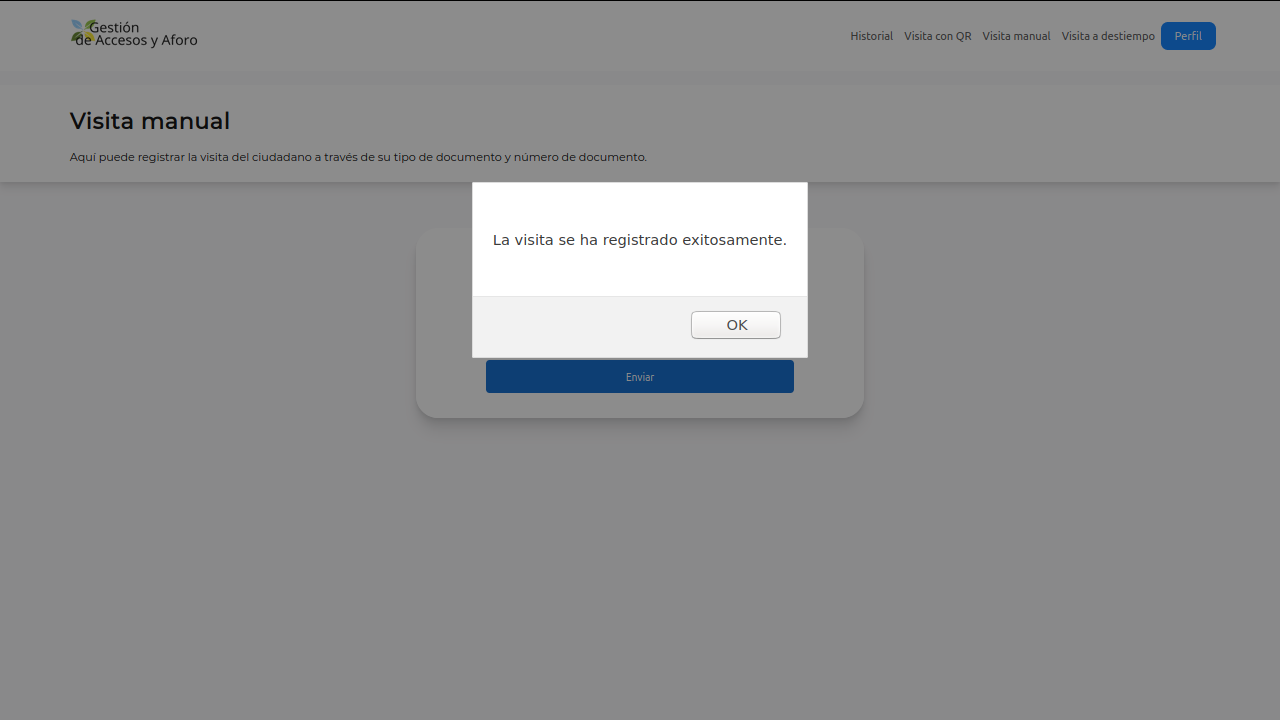 Gestión
de Accesos y Aforo
Historial Visita con QR Visita manual Visita a destiempo Perfil
Visita manual
Aquí puede registrar la visita del ciudadano a través de su tipo de documento y número de documento.
La visita se ha registrado exitosamente.
OK
Enviar